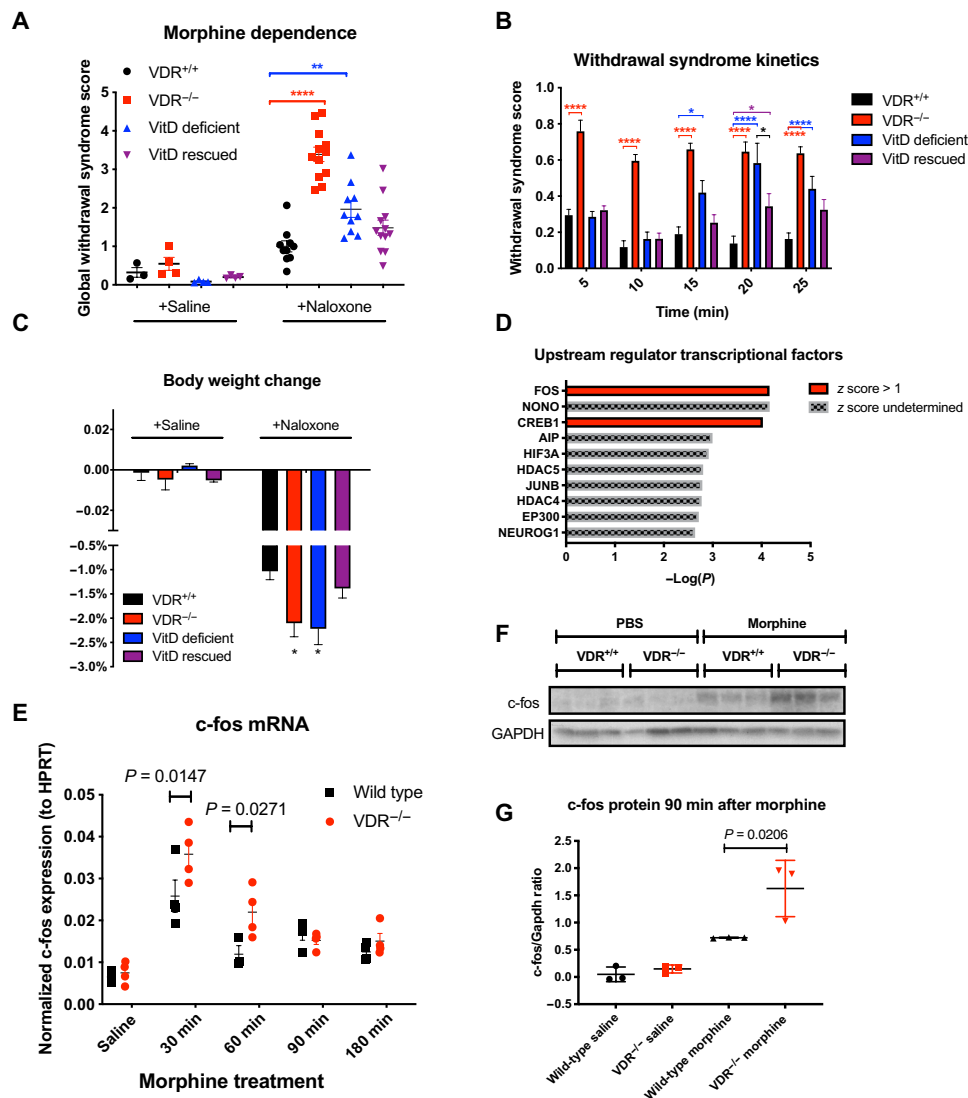 A
Morphine dependence
Global withdrawal syndrome score
5
4
3
2
1
0
VDR+/+
VDR−/−
VitD deficient
VitD rescued
**
****
+Saline
+Naloxone
B
Withdrawal syndrome kinetics
Withdrawal syndrome score
1.0
0.8
0.6
0.4
0.2
0.0
****
****
*
****
*
****
****
*
****
****
VDR+/+
VDR−/−
VitD deficient
VitD rescued
5
10
15
20
25
Time (min)
C
Body weight change
0.02
0.00
−0.02
−0.5%
−1.0%
−1.5%
−2.0%
−2.5%
−3.0%
+Saline
+Naloxone
VDR+/+
VDR−/−
VitD deficient
VitD rescued
*
*
D
Upstream regulator transcriptional factors
FOS
NONO
CREB1
AIP
HIF3A
HDAC5
JUNB
HDAC4
EP300
NEUROG1
z score > 1
z score undetermined
0
1
2
3
4
5
−Log(P)
E
c-fos mRNA
Normalized c-fos expression (to HPRT)
0.05
0.04
0.03
0.02
0.01
0.00
P = 0.0147
P = 0.0271
Wild type
VDR−/−
Saline
30 min
60 min
90 min
180 min
Morphine treatment
F
PBS
Morphine
VDR+/+
VDR−/−
VDR+/+
VDR−/−
c-fos
GAPDH
G
c-fos protein 90 min after morphine
c-fos/Gapdh ratio
2.5
2.0
1.5
1.0
0.5
0.0
−0.5
P = 0.0206
Wild-type saline
VDR−/− saline
Wild-type morphine
VDR−/− morphine